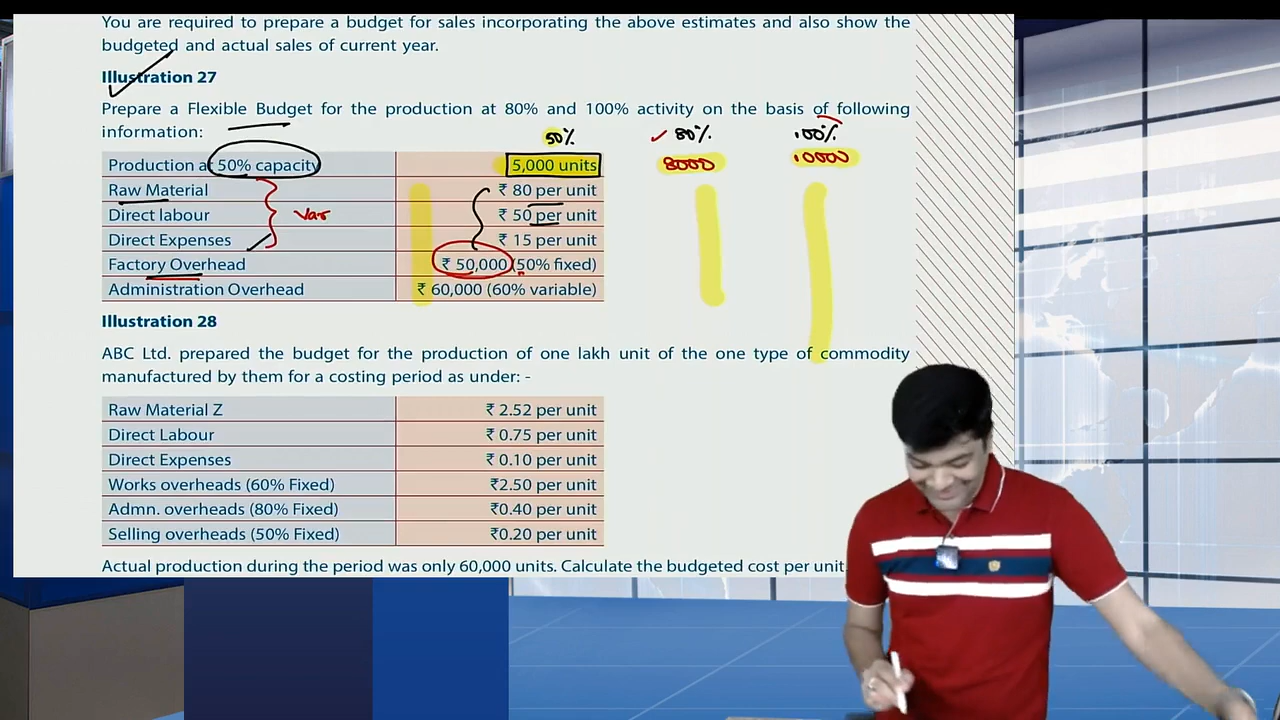 You are required to prepare a budget for sales incorporating the above estimates and also show the
budgeted and actual sales of current year.
Illustration 27
Prepare a Flexible Budget for the production at 80% and 100% activity on the basis of following
information:
50% 80% 100%
Production at 50% capacity 5,000 units 8000 10000
Raw Material ₹ 80 per unit
Direct labour Var ₹ 50 per unit
Direct Expenses ₹ 15 per unit
Factory Overhead ₹ 50,000 (50% fixed)
Administration Overhead ₹ 60,000 (60% variable)
Illustration 28
ABC Ltd. prepared the budget for the production of one lakh unit of the one type of commodity
manufactured by them for a costing period as under: -
Raw Material Z ₹ 2.52 per unit
Direct Labour ₹ 0.75 per unit
Direct Expenses ₹ 0.10 per unit
Works overheads (60% Fixed) ₹2.50 per unit
Admn. overheads (80% Fixed) ₹0.40 per unit
Selling overheads (50% Fixed) ₹0.20 per unit
Actual production during the period was only 60,000 units. Calculate the budgeted cost per unit.